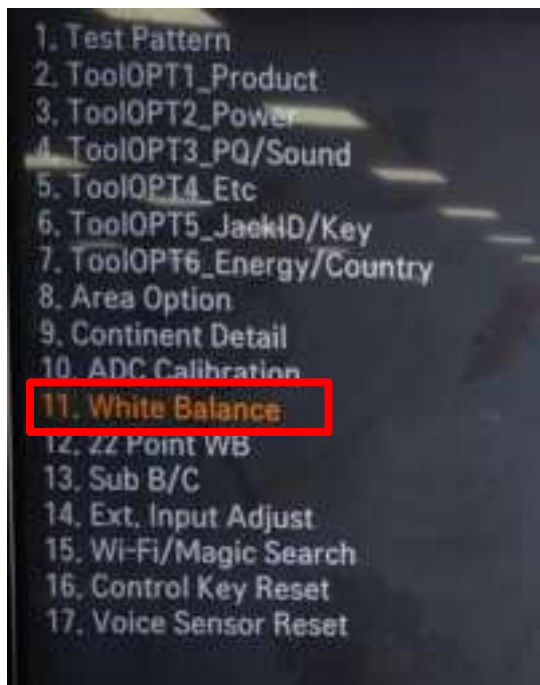 1. Test Pattern
2. ToolOPT1_Product
3. ToolOPT2_Power
4. ToolOPT3_PQ/Sound
5. ToolOPT4_Etc
6. ToolOPT5_JackID/Key
7. ToolOPT6_Energy/Country
8. Area Option
9. Continent Detail
10. ADC Calibration
11. White Balance
12. 22 Point WB
13. Sub B/C
14. Ext. Input Adjust
15. Wi-Fi/Magic Search
16. Control Key Reset
17. Voice Sensor Reset